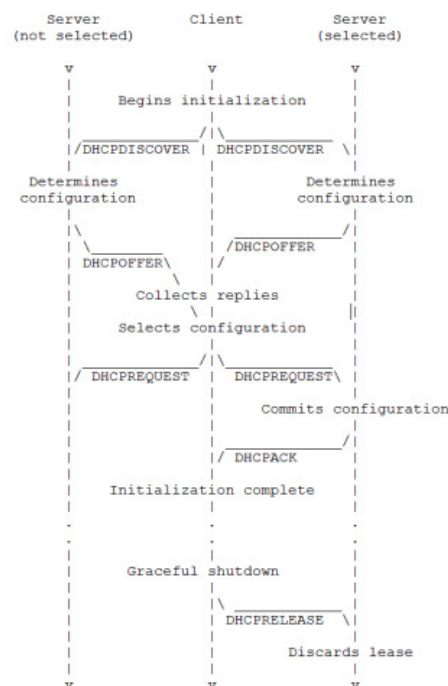 Server Client Server
(not selected) (selected)
v v v
Begins initialization
DHCPDISCOVER DHCPDISCOVER
Determines Determines
configuration configuration
DHCPOFFER
DHCPOFFER
Collects replies
Selects configuration
DHCPREQUEST DHCPREQUEST
Commits configuration
DHCPACK
Initialization complete
Graceful shutdown
DHCPRELEASE
Discards lease
v v v